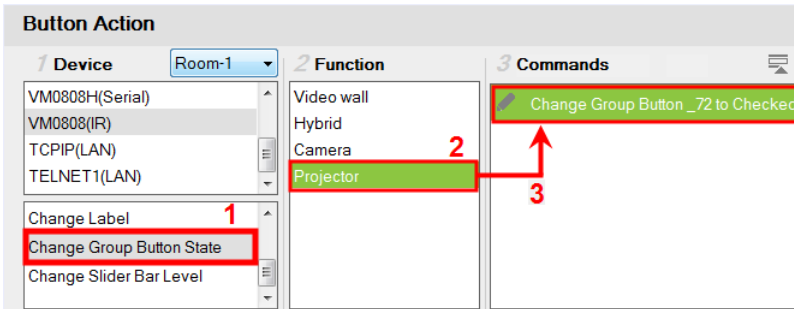 Button Action
1 Device
Room-1
2 Function
3 Commands
VM0808H(Serial)
VM0808(IR)
TCPIP(LAN)
TELNET1(LAN)
Change Label
1
Change Group Button State
Change Slider Bar Level
Video wall
Hybrid
Camera
2
Projector
Change Group Button _72 to Checked
3